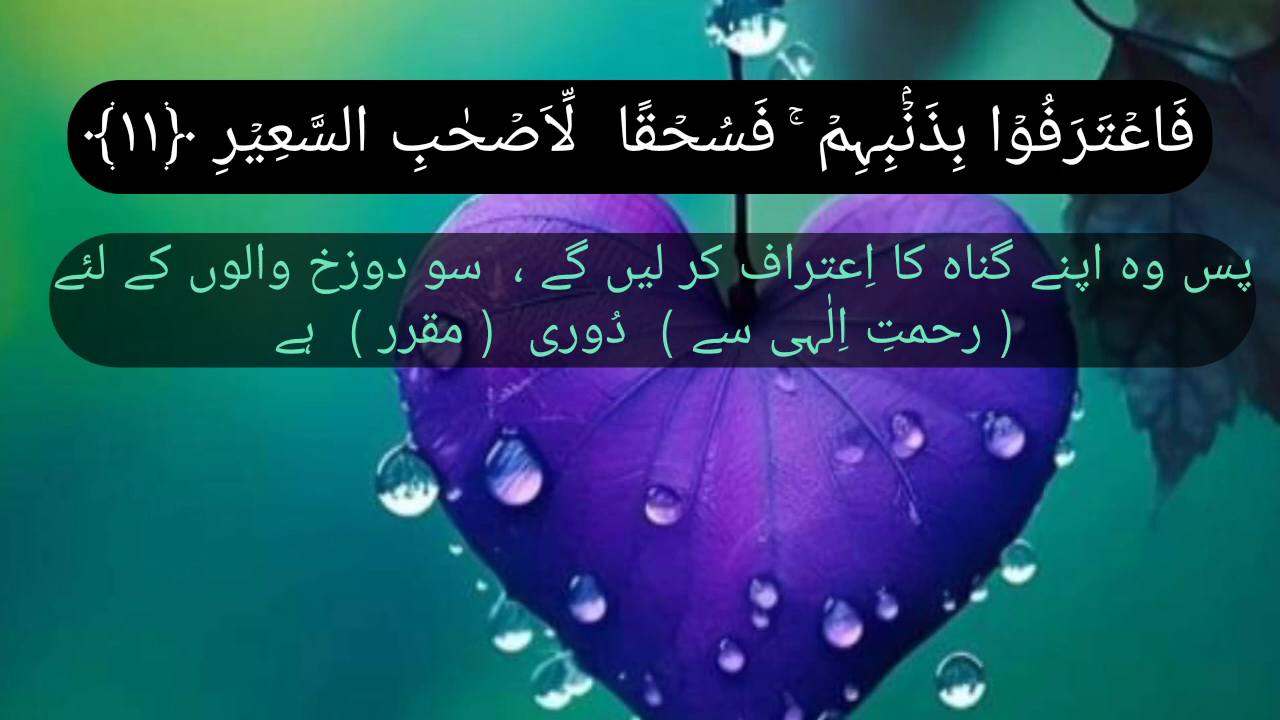 فَاعۡتَرَفُوۡا بِذَنۡۢبِہِمۡ ۚ فَسُحۡقًا لِّاَصۡحٰبِ السَّعِیۡرِ ﴿۱۱﴾
پس وہ اپنے گناہ کا اِعتراف کر لیں گے ، سو دوزخ والوں کے لئے
( رحمتِ اِلٰہی سے ) دُوری ( مقرر ) ہے